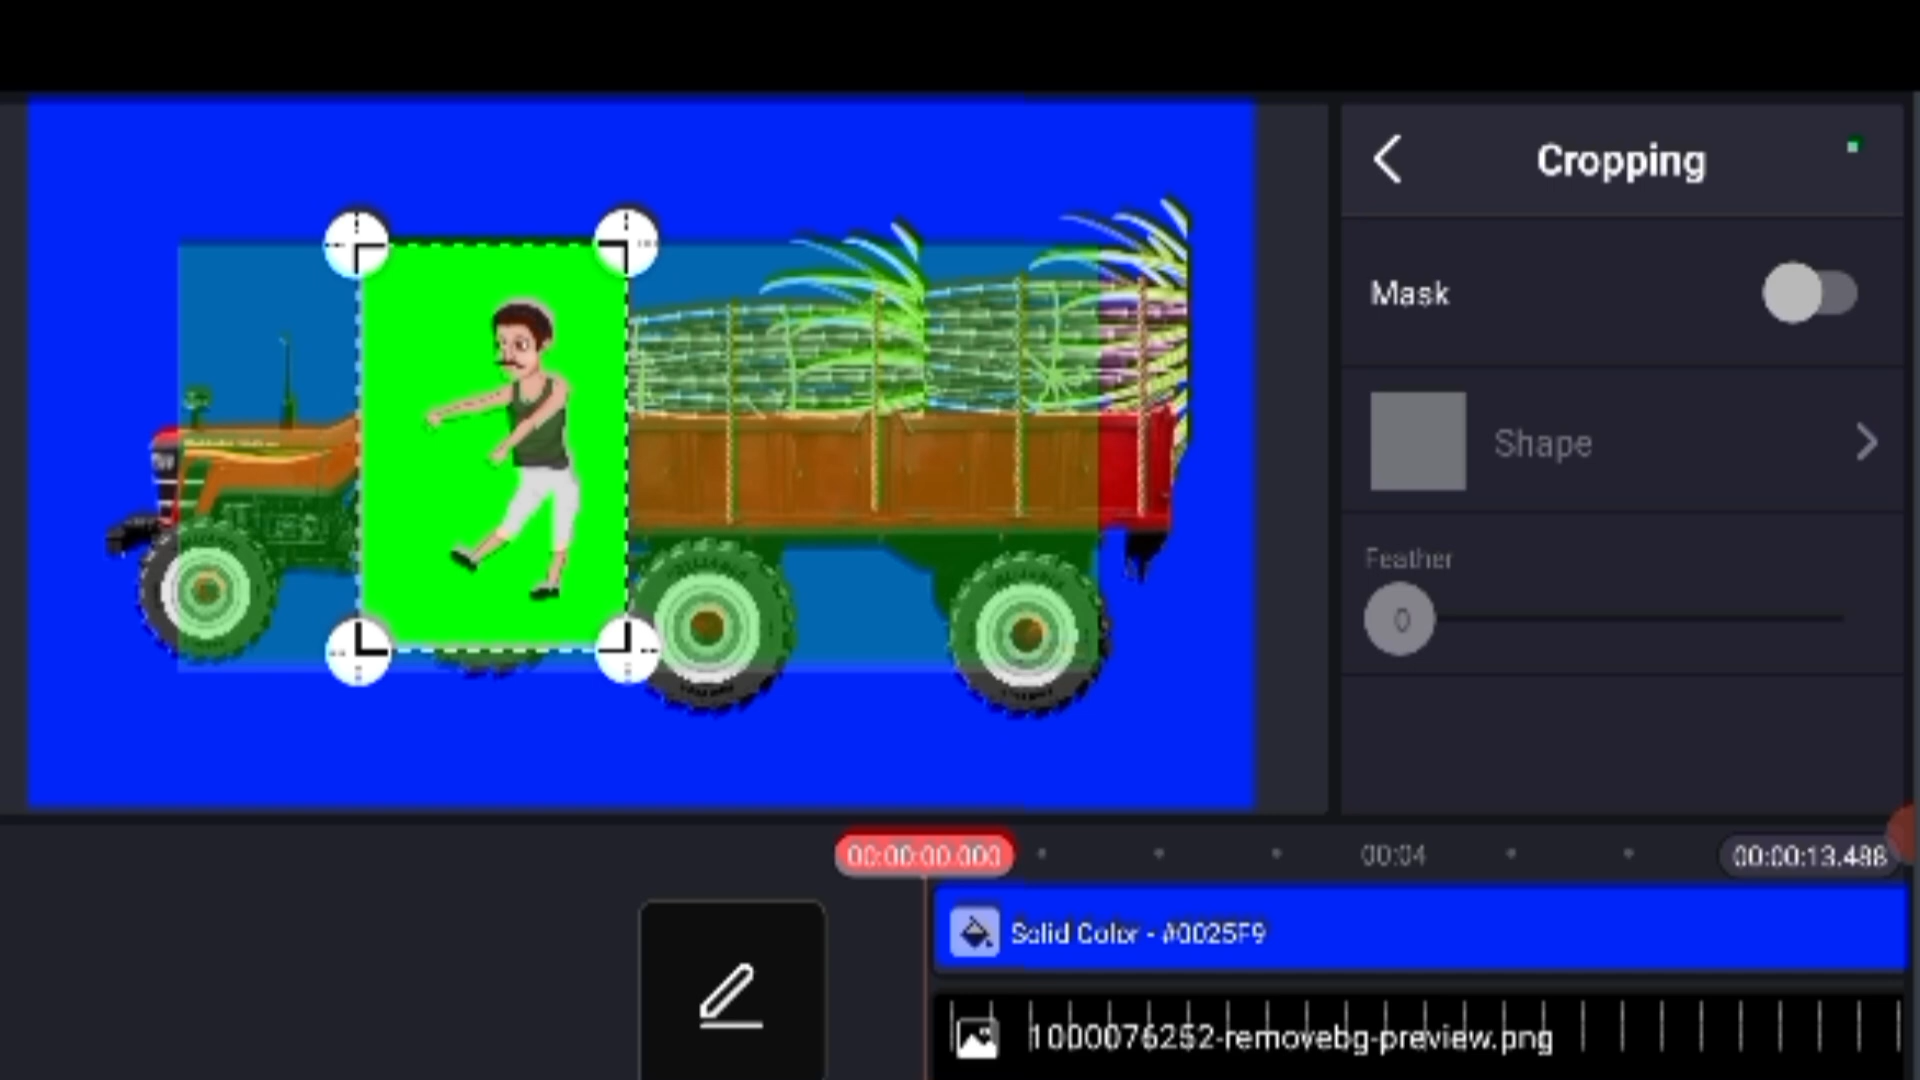 Cropping
Mask
Shape
Feather
0
00:00:00.000
00:04
00:00:13.488
Solid Color - #0025F9
1000076252-removebg-preview.png